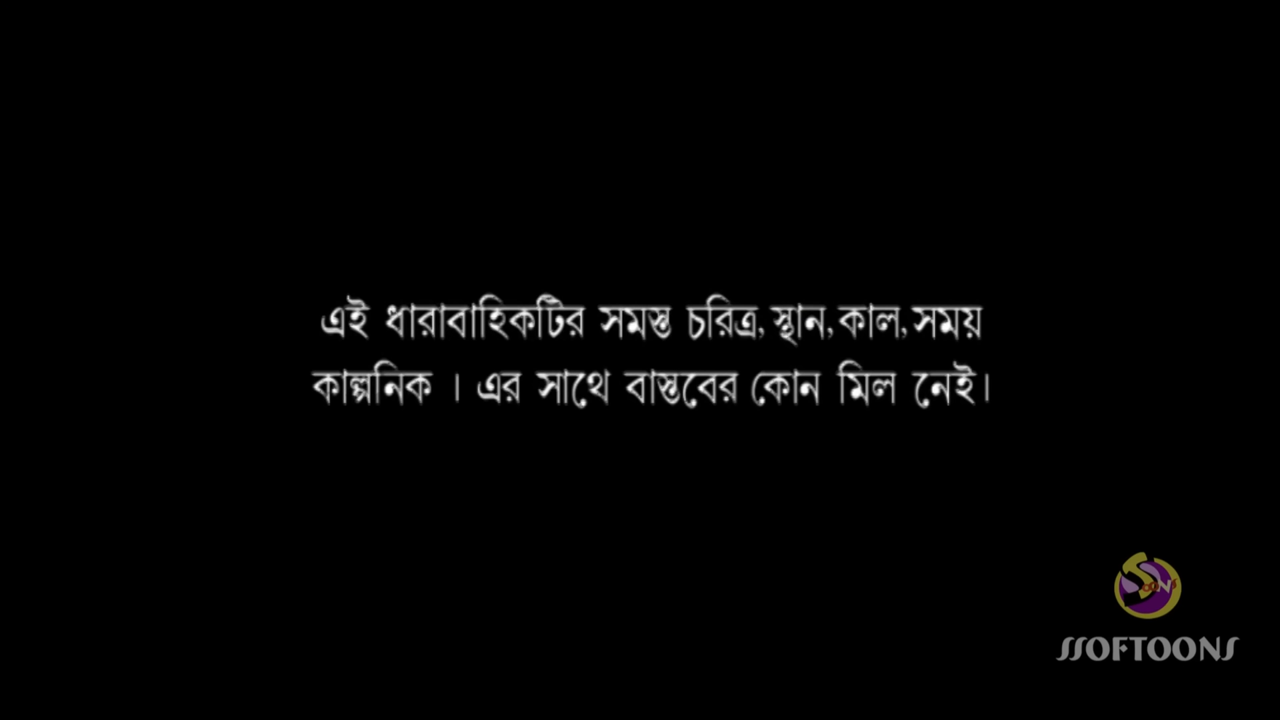 এই ধারাবাহিকটির সমস্ত চরিত্র, স্থান, কাল, সময়
কাল্পনিক । এর সাথে বাস্তবের কোন মিল নেই।
SSOFTOONS